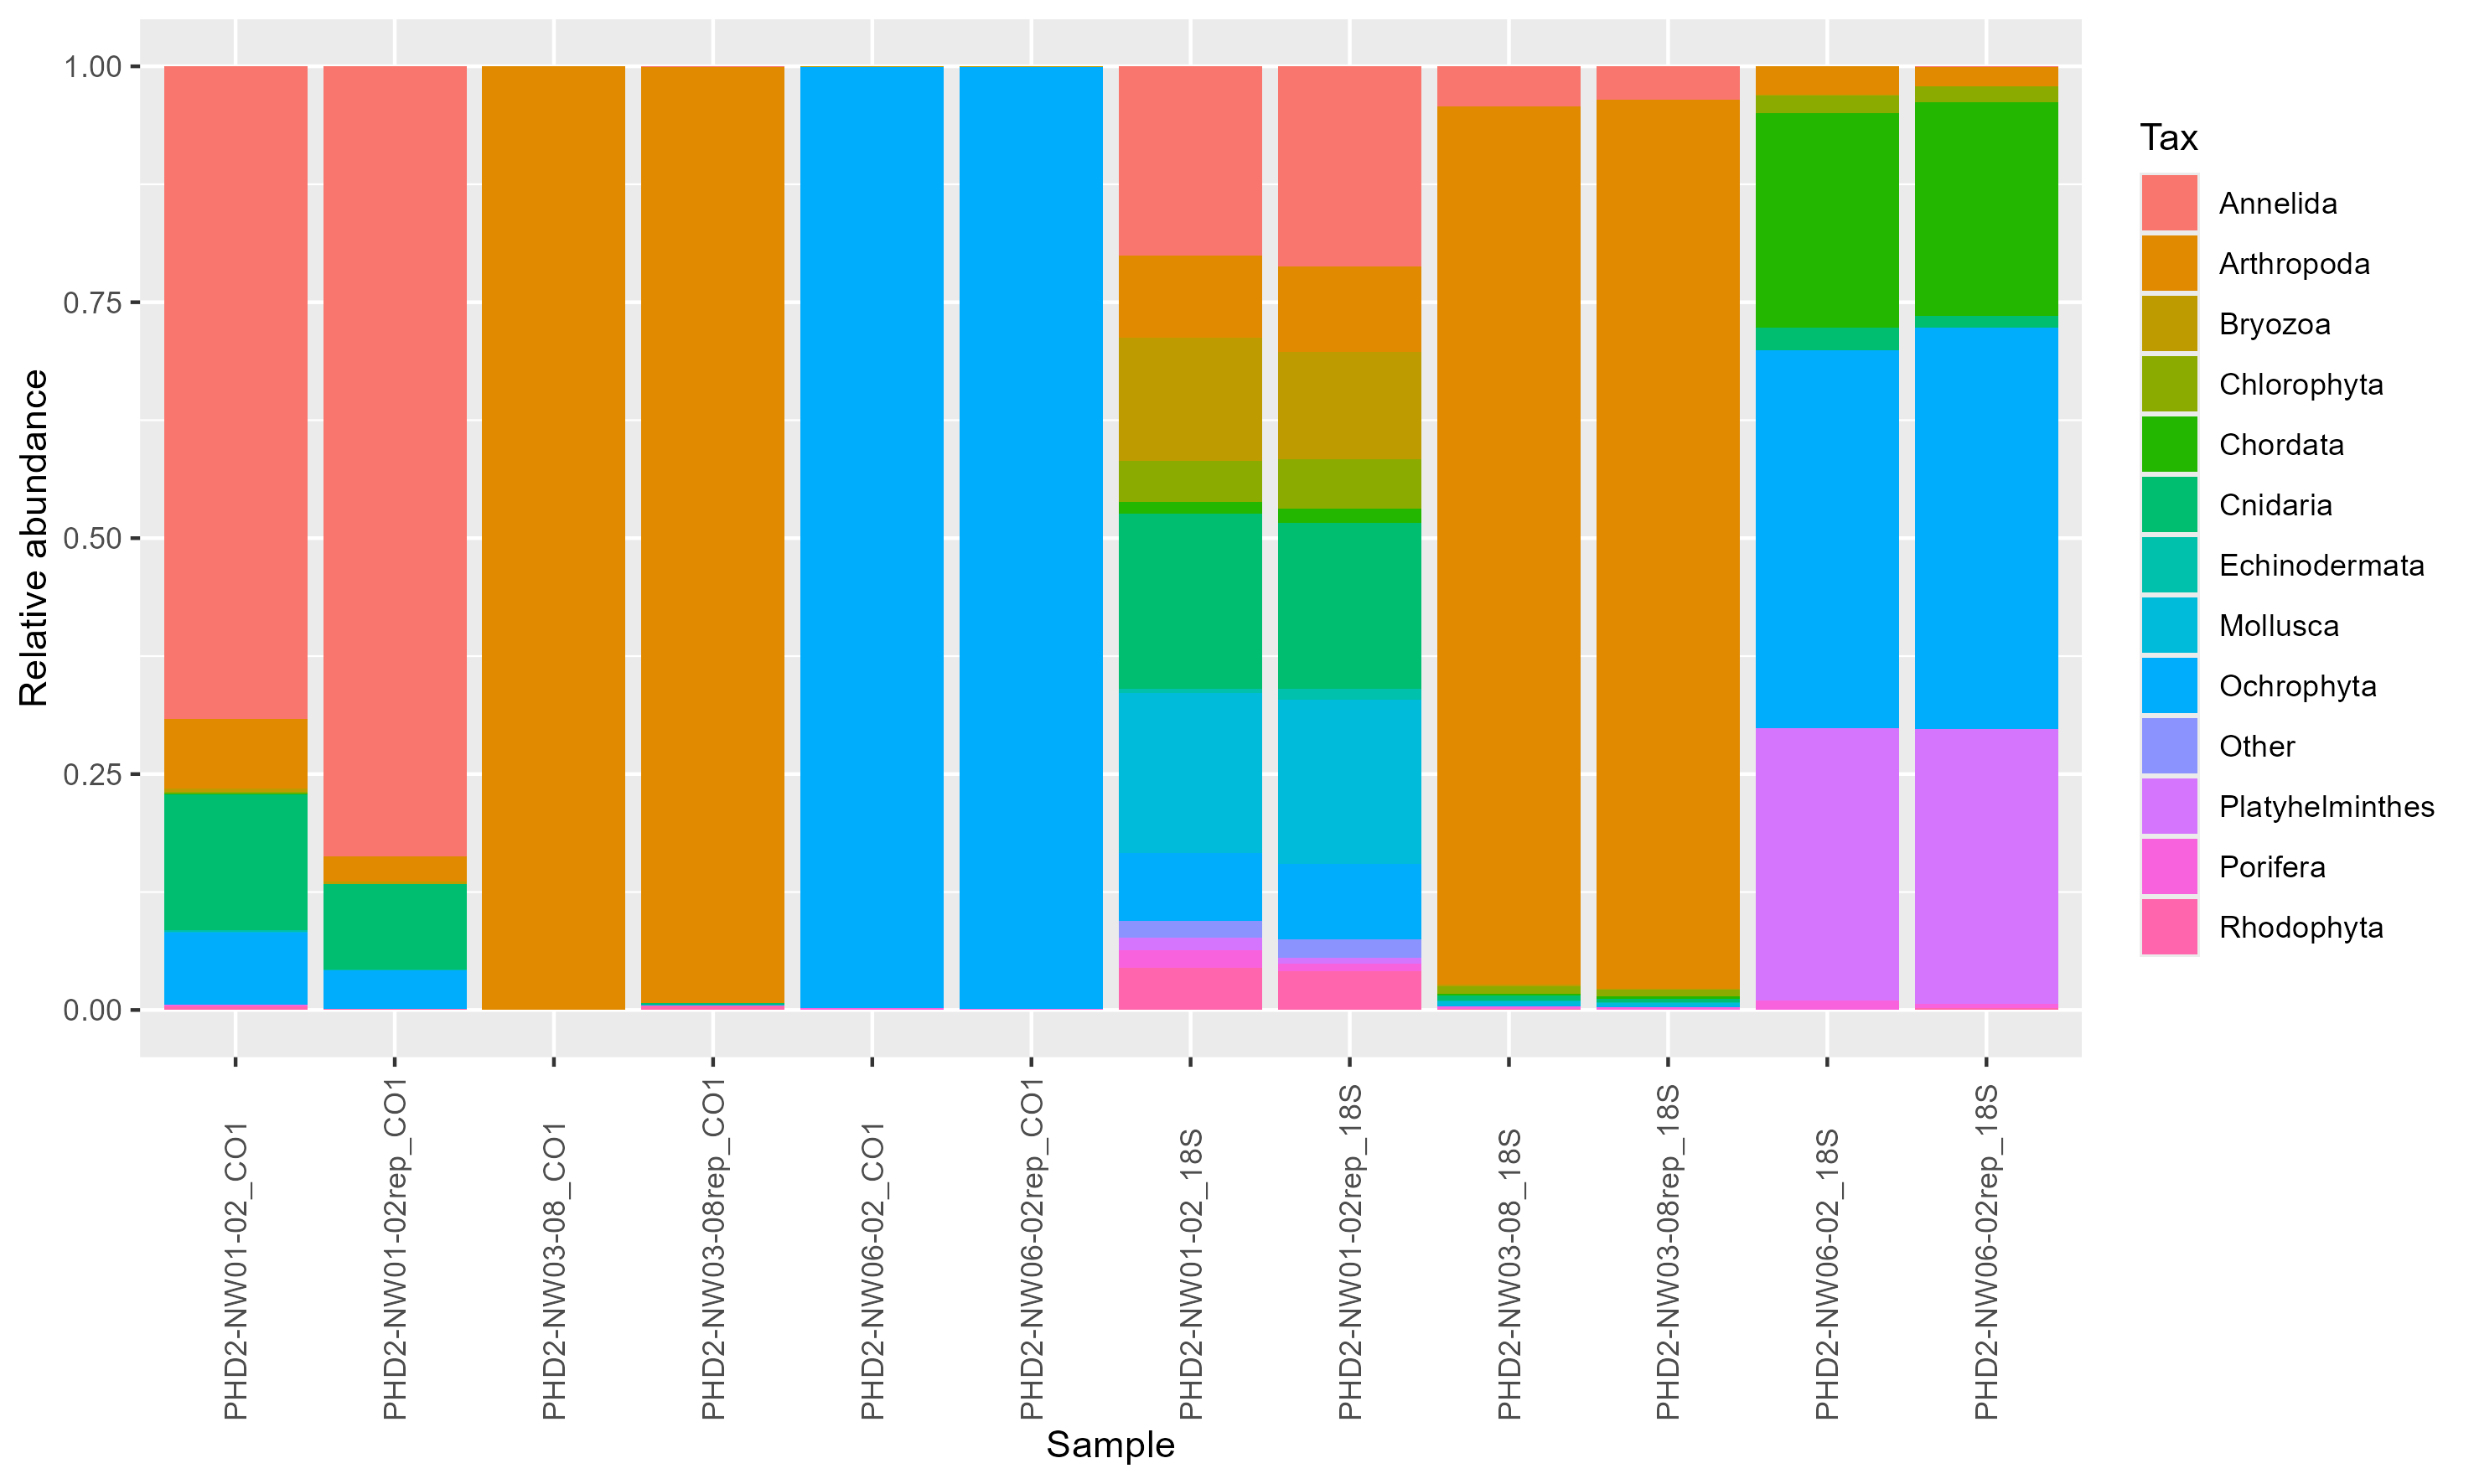 1.00
0.75
0.50
0.25
0.00
Relative abundance
PHD2-NW01-02_CO1
PHD2-NW01-02rep_CO1
PHD2-NW03-08_CO1
PHD2-NW03-08rep_CO1
PHD2-NW06-02_CO1
PHD2-NW06-02rep_CO1
PHD2-NW01-02_18S
PHD2-NW01-02rep_18S
PHD2-NW03-08_18S
PHD2-NW03-08rep_18S
PHD2-NW06-02_18S
PHD2-NW06-02rep_18S
Sample
Tax
Annelida
Arthropoda
Bryozoa
Chlorophyta
Chordata
Cnidaria
Echinodermata
Mollusca
Ochrophyta
Other
Platyhelminthes
Porifera
Rhodophyta